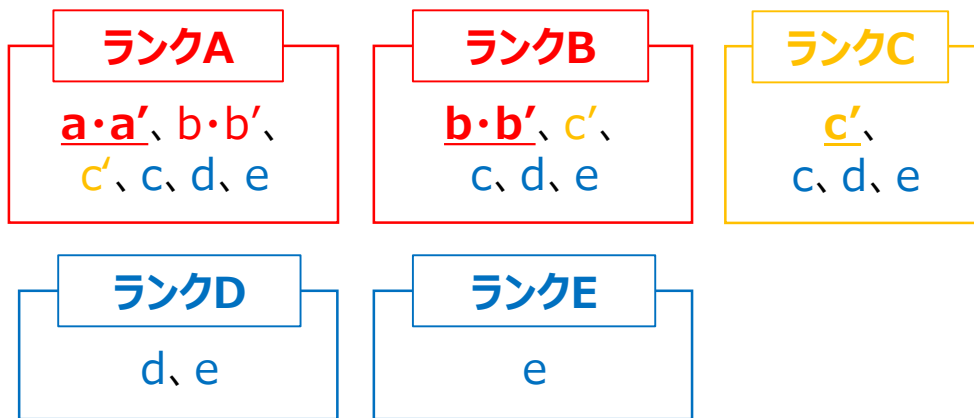 ランクA
a・a′、b・b′、
c′、c、d、e
ランクB
b・b′、c′、
c、d、e
ランクC
c′、
c、d、e
ランクD
d、e
ランクE
e